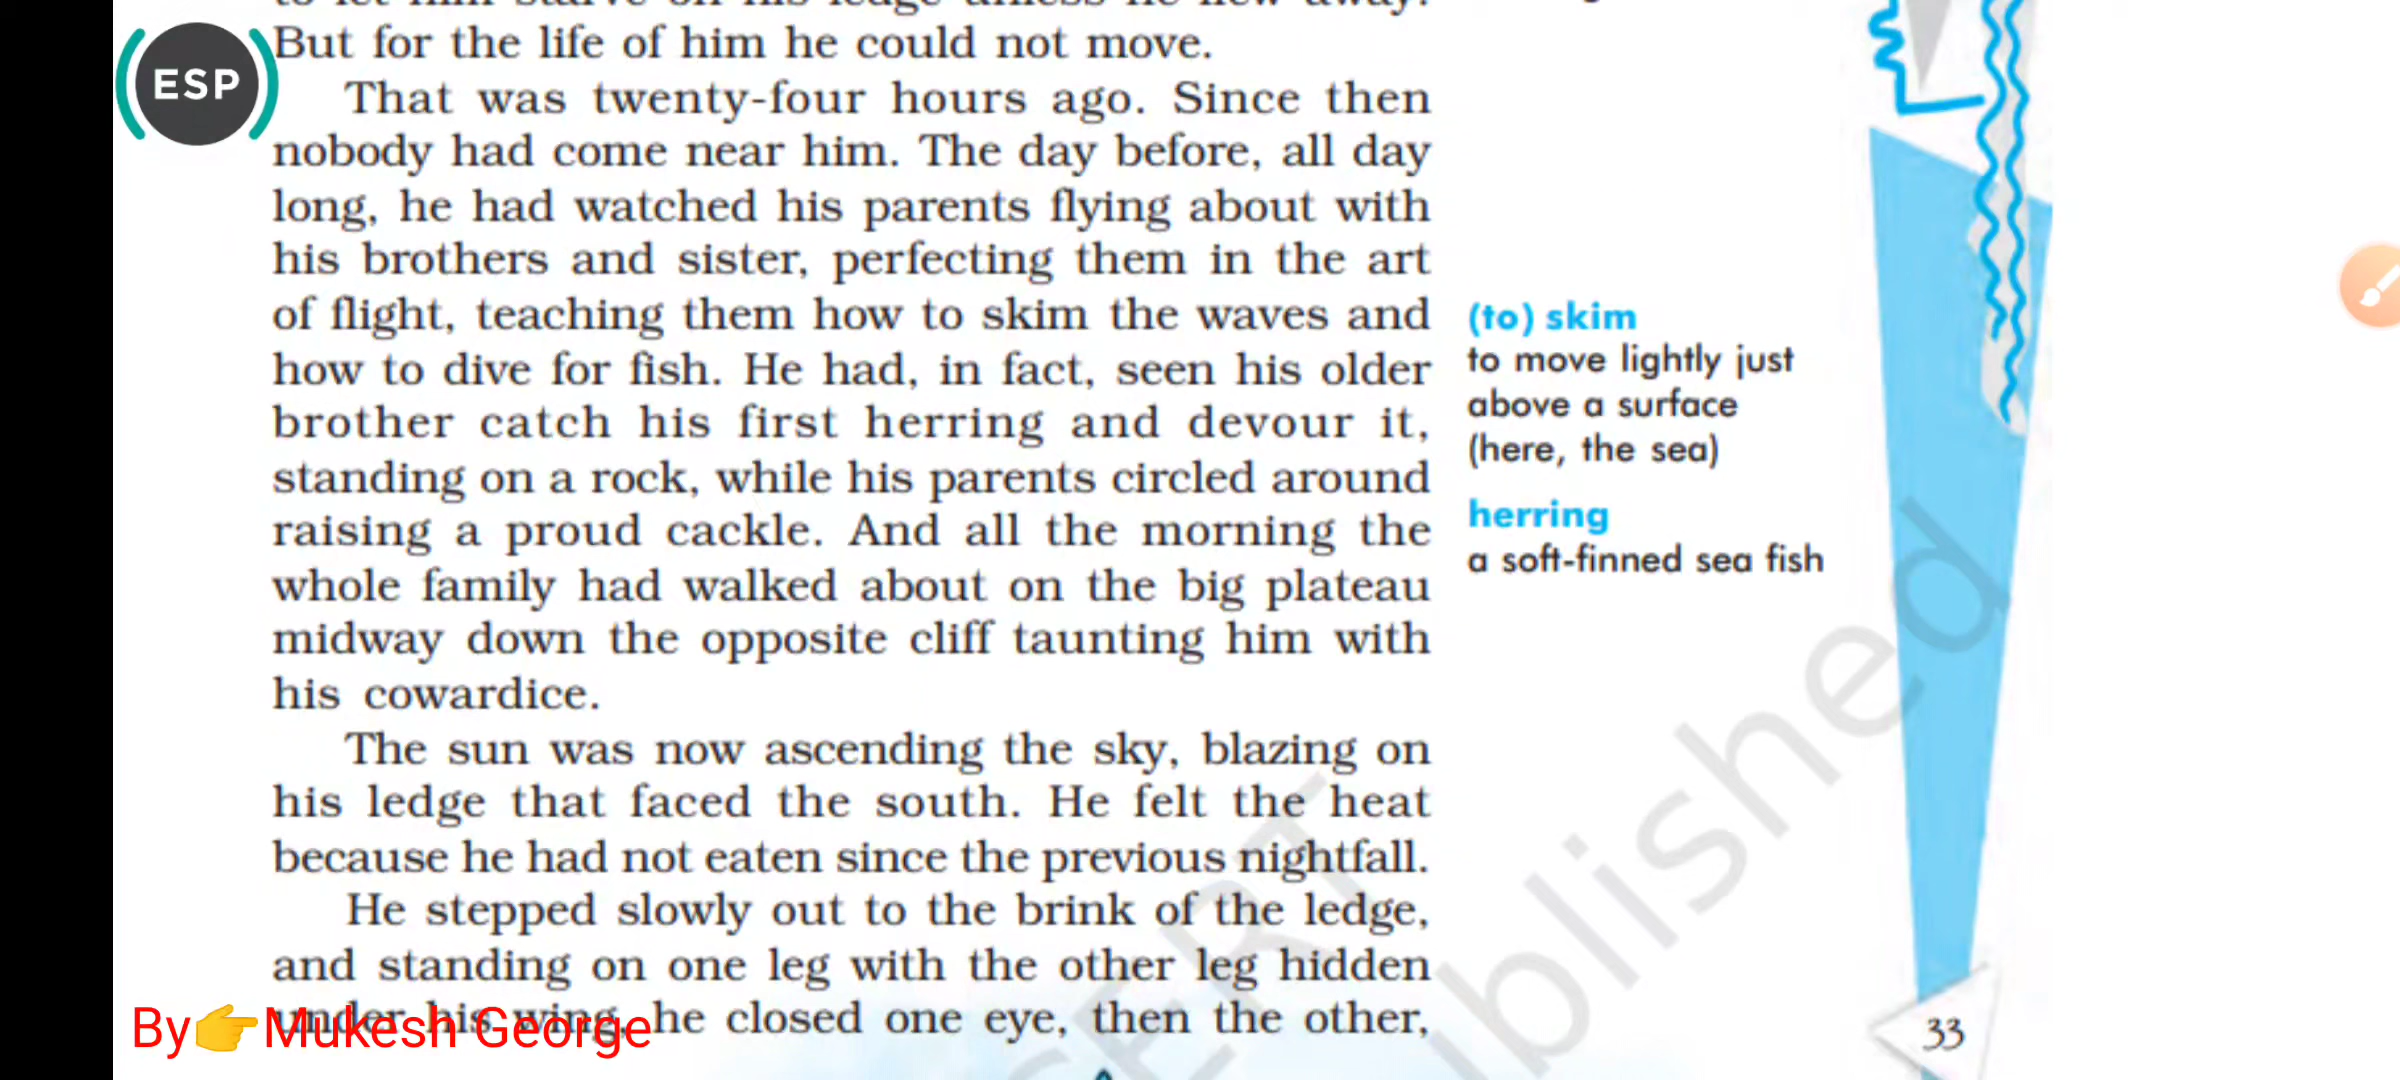 But for the life of him he could not move.
ESP
That was twenty-four hours ago. Since then
nobody had come near him. The day before, all day
long, he had watched his parents flying about with
his brothers and sister, perfecting them in the art
of flight, teaching them how to skim the waves and
how to dive for fish. He had, in fact, seen his older
brother catch his first herring and devour it,
standing on a rock, while his parents circled around
raising a proud cackle. And all the morning the
whole family had walked about on the big plateau
midway down the opposite cliff taunting him with
his cowardice.
The sun was now ascending the sky, blazing on
his ledge that faced the south. He felt the heat
because he had not eaten since the previous nightfall.
He stepped slowly out to the brink of the ledge,
and standing on one leg with the other leg hidden
under his wing, he closed one eye, then the other,
(to) skim
to move lightly just
above a surface
(here, the sea)
herring
a soft-finned sea fish
By👉Mukesh George
33
blished